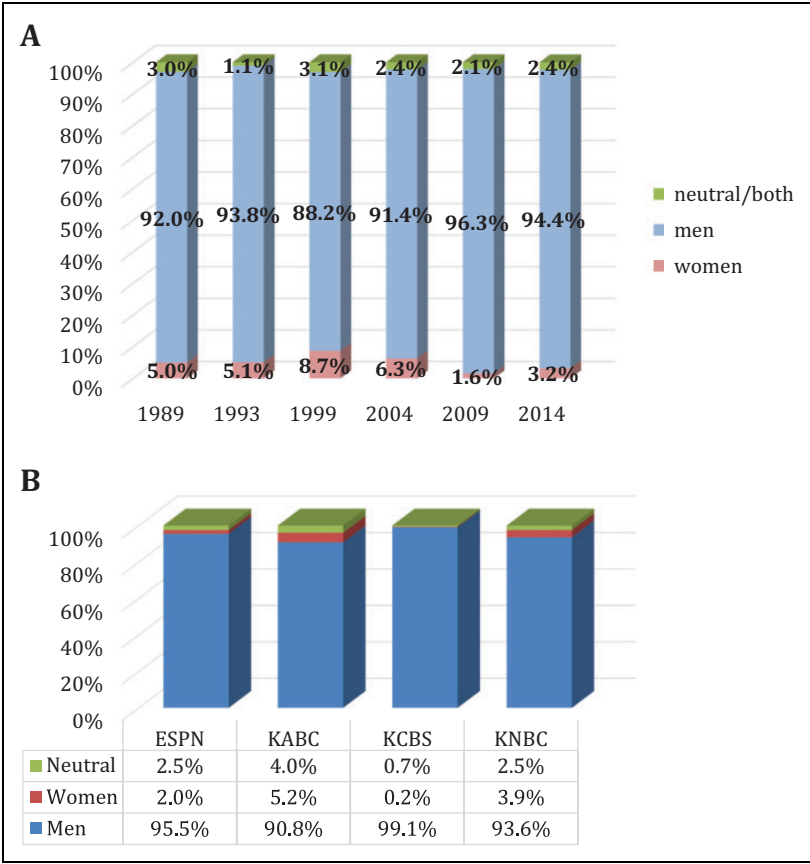 A
100%
90%
80%
70%
60%
50%
40%
30%
20%
10%
0%
3.0% 1.1% 3.1% 2.4% 2.1% 2.4%
92.0% 93.8% 88.2% 91.4% 96.3% 94.4%
5.0% 5.1% 8.7% 6.3% 1.6% 3.2%
1989 1993 1999 2004 2009 2014
neutral/both
men
women
B
100%
80%
60%
40%
20%
0%
ESPN KABC KCBS KNBC
Neutral 2.5% 4.0% 0.7% 2.5%
Women 2.0% 5.2% 0.2% 3.9%
Men 95.5% 90.8% 99.1% 93.6%